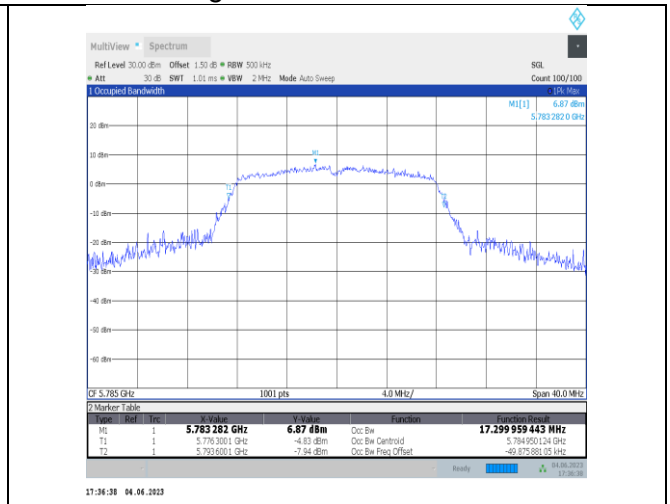 MultiView Spectrum
Ref Level 30.00 dBm Offset 1.50 dB RBW 500 kHz SGL
Att 30 dB SWT 1.01 ms VBW 2 MHz Mode Auto Sweep Count 100/100
1 Occupied Bandwidth 1Pk Max
M1[1] 6.87 dBm
5.783 282 0 GHz
20 dBm
10 dBm
M1
0 dBm
T1
-10 dBm
-20 dBm
-30 dBm
-40 dBm
-50 dBm
-60 dBm
CF 5.785 GHz 1001 pts 4.0 MHz/ Span 40.0 MHz
2 Marker Table
Type Ref Trc X-Value Y-Value Function Function Result
M1 1 5.783 282 GHz 6.87 dBm Occ Bw 17.299 959 443 MHz
T1 1 5.776 300 1 GHz -4.83 dBm Occ Bw Centroid 5.784 950 124 GHz
T2 1 5.793 600 1 GHz -7.94 dBm Occ Bw Freq Offset -49.875 881 05 kHz
Ready 04.06.2023
17:36:38
17:36:38 04.06.2023